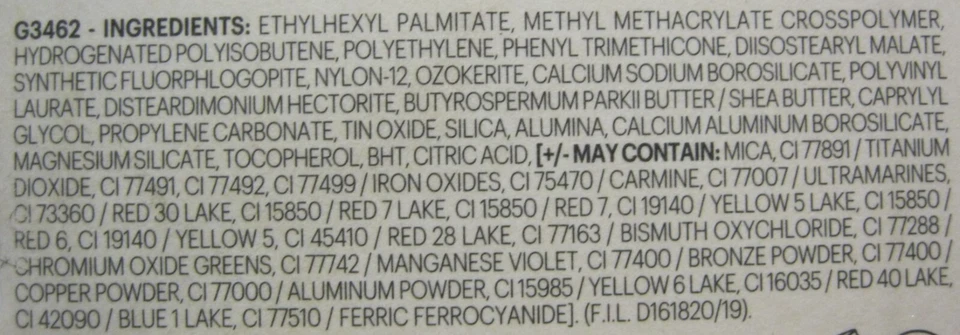 G3462 - INGREDIENTS: ETHYLHEXYL PALMITATE, METHYL METHACRYLATE CROSSPOLYMER,
HYDROGENATED POLYISOBUTENE, POLYETHYLENE, PHENYL TRIMETHICONE, DIISOSTEARYL MALATE,
SYNTHETIC FLUORPHLOGOPITE, NYLON-12, OZOKERITE, CALCIUM SODIUM BOROSILICATE, POLYVINYL
LAURATE, DISTEARDIMONIUM HECTORITE, BUTYROSPERMUM PARKII BUTTER / SHEA BUTTER, CAPRYLYL
GLYCOL, PROPYLENE CARBONATE, TIN OXIDE, SILICA, ALUMINA, CALCIUM ALUMINUM BOROSILICATE,
MAGNESIUM SILICATE, TOCOPHEROL, BHT, CITRIC ACID, [+/- MAY CONTAIN: MICA, CI 77891 / TITANIUM
DIOXIDE, CI 77491, CI 77492, CI 77499 / IRON OXIDES, CI 75470 / CARMINE, CI 77007 / ULTRAMARINES,
CI 73360 / RED 30 LAKE, CI 15850 / RED 7 LAKE, CI 15850 / RED 7, CI 19140 / YELLOW 5 LAKE, CI 15850 /
RED 6, CI 19140 / YELLOW 5, CI 45410 / RED 28 LAKE, CI 77163 / BISMUTH OXYCHLORIDE, CI 77288 /
CHROMIUM OXIDE GREENS, CI 77742 / MANGANESE VIOLET, CI 77400 / BRONZE POWDER, CI 77400 /
COPPER POWDER, CI 77000 / ALUMINUM POWDER, CI 15985 / YELLOW 6 LAKE, CI 16035 / RED 40 LAKE,
CI 42090 / BLUE 1 LAKE, CI 77510 / FERRIC FERROCYANIDE]. (F.I.L. D161820/19).